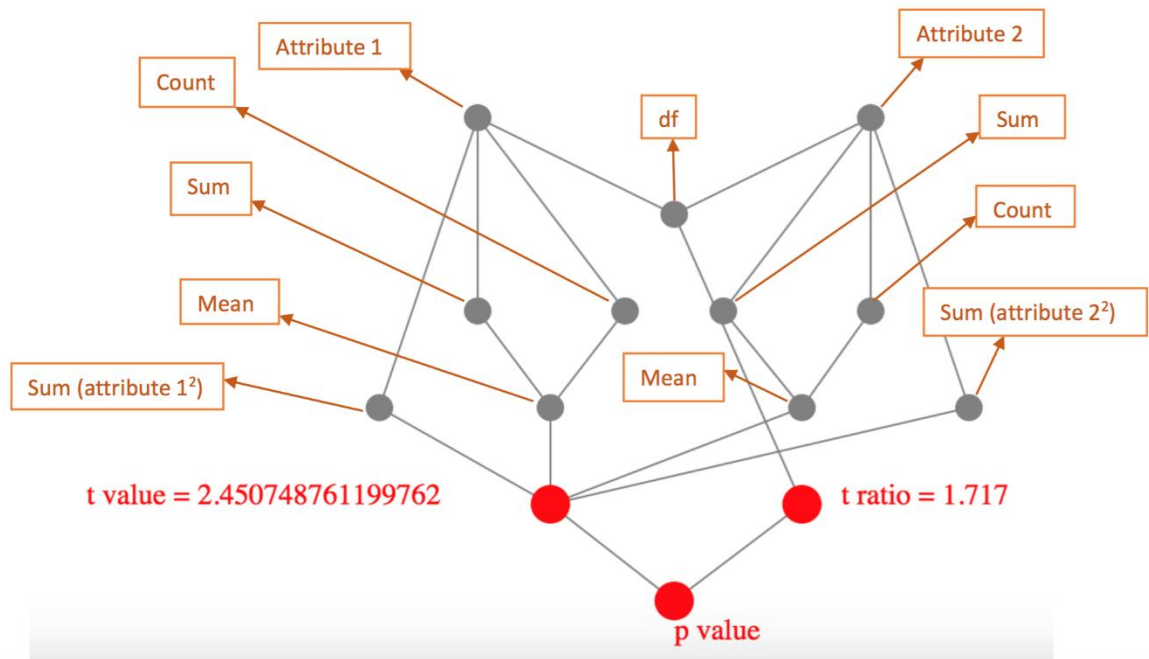 Attribute 1
Attribute 2
Count
df
Sum
Sum
Count
Mean
Sum (attribute 2²)
Mean
Sum (attribute 1²)
t value = 2.450748761199762
t ratio = 1.717
p value